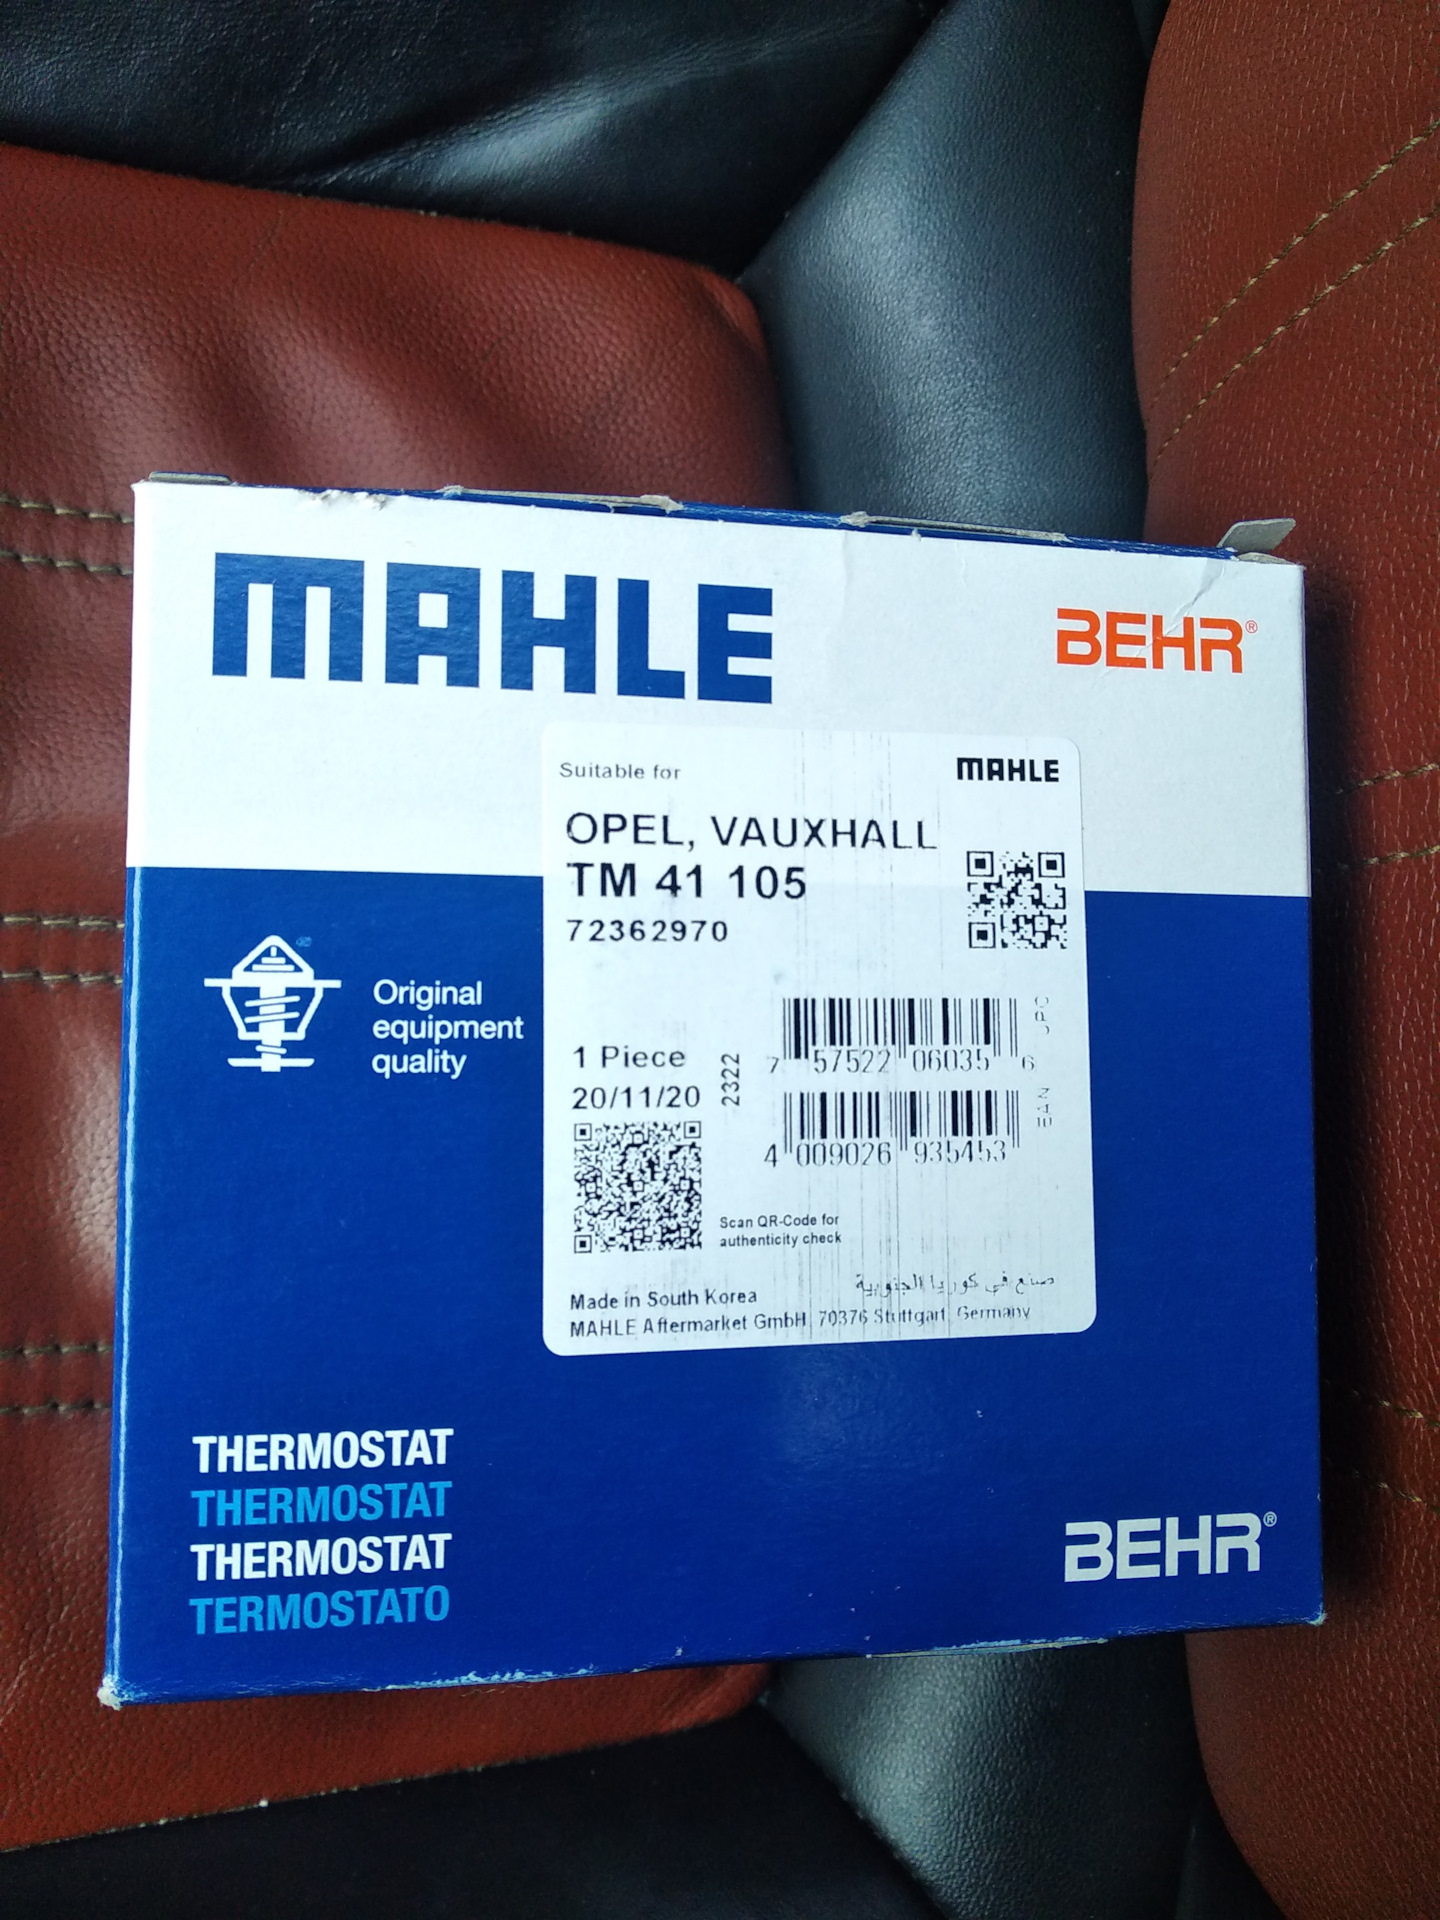 MAHLE
BEHR®
Suitable for
MAHLE
OPEL, VAUXHALL
TM 41 105
72362970
Original
equipment
quality
1 Piece
20/11/20
2322
7 57522 06035 6
UPC
4 009026 935453
EAN
Scan QR-Code for
authenticity check
صنع في كوريا الجنوبية
Made in South Korea
MAHLE Aftermarket GmbH, 70376 Stuttgart, Germany
THERMOSTAT
THERMOSTAT
THERMOSTAT
TERMOSTATO
BEHR®